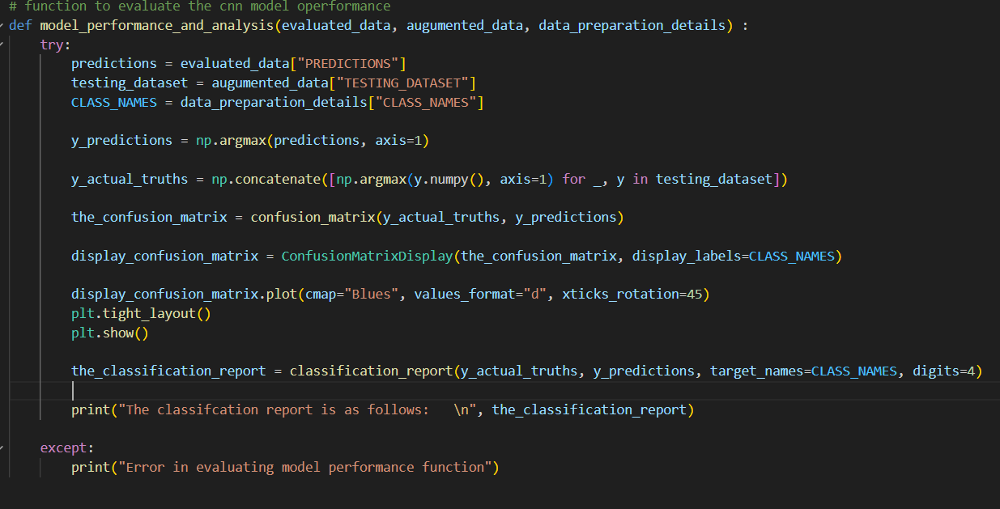 # function to evaluate the cnn model operformance
def model_performance_and_analysis(evaluated_data, augumented_data, data_preparation_details) :
    try:
        predictions = evaluated_data["PREDICTIONS"]
        testing_dataset = augumented_data["TESTING_DATASET"]
        CLASS_NAMES = data_preparation_details["CLASS_NAMES"]

        y_predictions = np.argmax(predictions, axis=1)

        y_actual_truths = np.concatenate([np.argmax(y.numpy(), axis=1) for _, y in testing_dataset])

        the_confusion_matrix = confusion_matrix(y_actual_truths, y_predictions)

        display_confusion_matrix = ConfusionMatrixDisplay(the_confusion_matrix, display_labels=CLASS_NAMES)

        display_confusion_matrix.plot(cmap="Blues", values_format="d", xticks_rotation=45)
        plt.tight_layout()
        plt.show()

        the_classification_report = classification_report(y_actual_truths, y_predictions, target_names=CLASS_NAMES, digits=4)

        print("The classifcation report is as follows:   \n", the_classification_report)

    except:
        print("Error in evaluating model performance function")